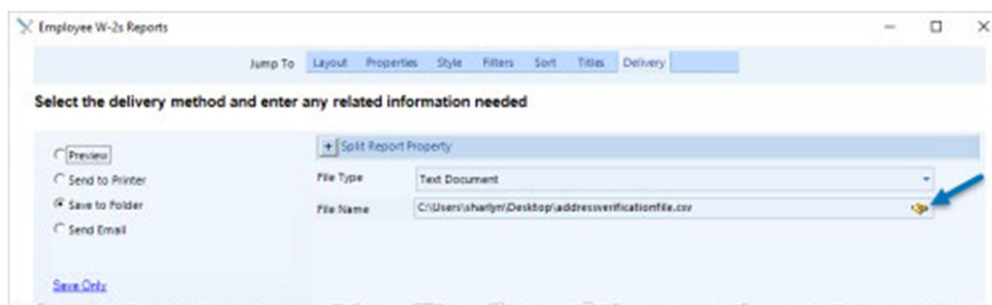 Employee W-2s Reports
Jump To Layout Properties Style Filters Sort Titles Delivery
Select the delivery method and enter any related information needed
Preview
Send to Printer
Save to Folder
Send Email
Save Only
+ Split Report Property
File Type Text Document
File Name C:\Users\sharlyn\Desktop\addressverificationfile.csv